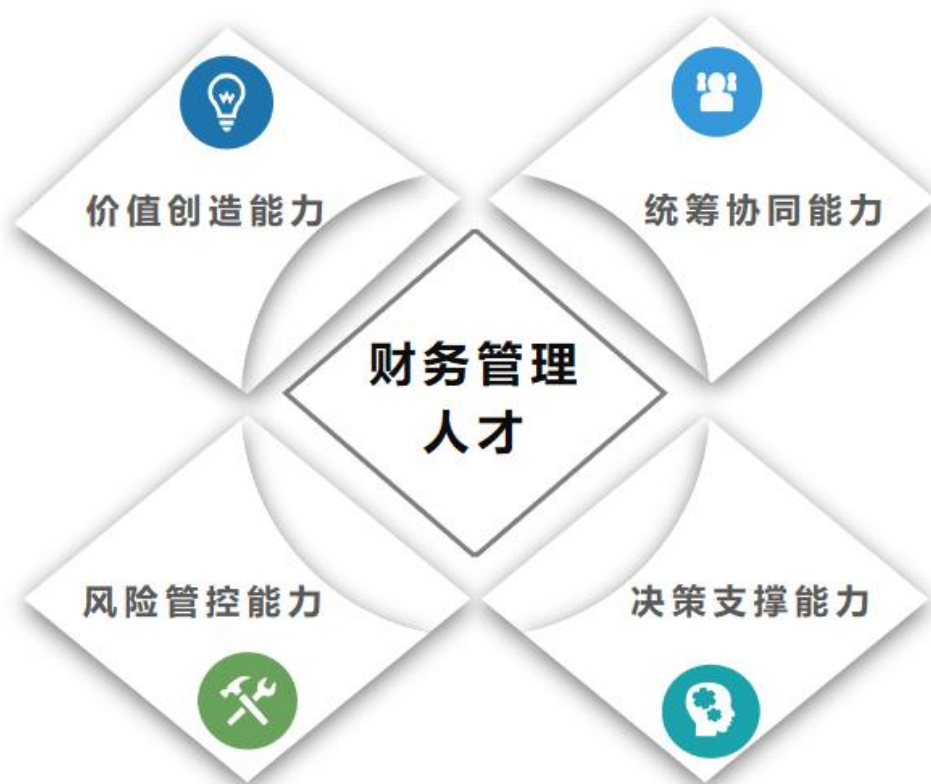 价值创造能力
统筹协同能力
财务管理
人才
风险管控能力
决策支撑能力